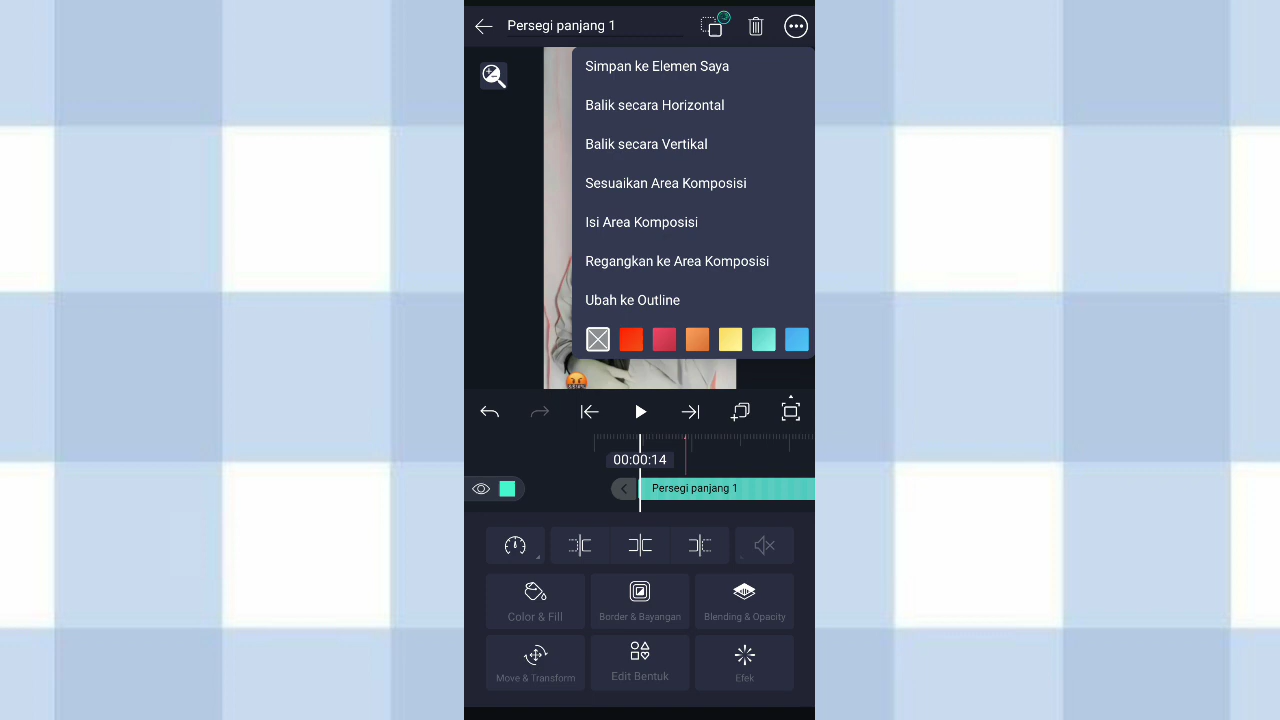 Persegi panjang 1
Simpan ke Elemen Saya
Balik secara Horizontal
Balik secara Vertikal
Sesuaikan Area Komposisi
Isi Area Komposisi
Regangkan ke Area Komposisi
Ubah ke Outline
00:00:14
Persegi panjang 1
Color & Fill
Border & Bayangan
Blending & Opacity
Move & Transform
Edit Bentuk
Efek